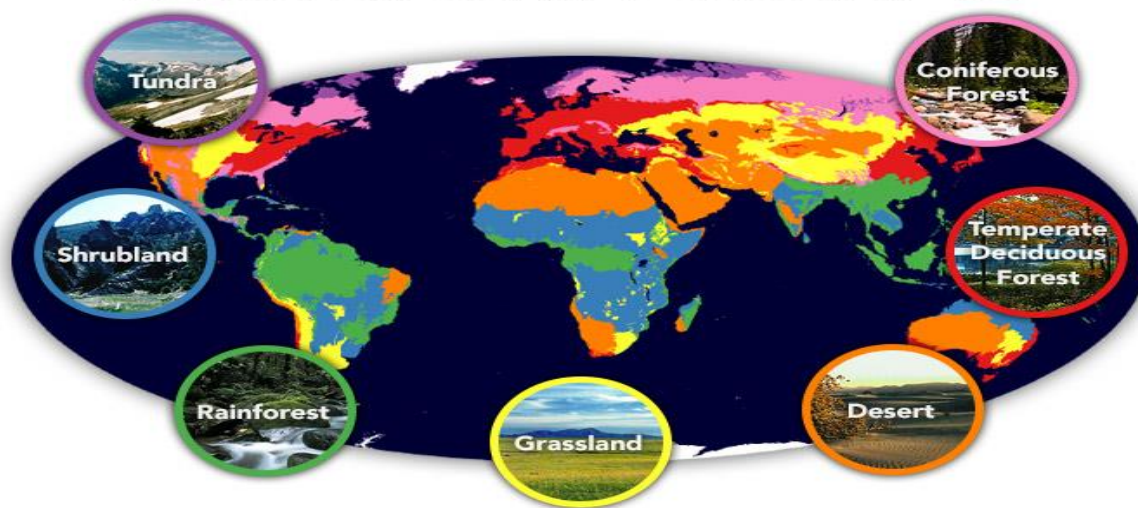 Tundra
Coniferous
Forest
Shrubland
Temperate
Deciduous
Forest
Rainforest
Grassland
Desert